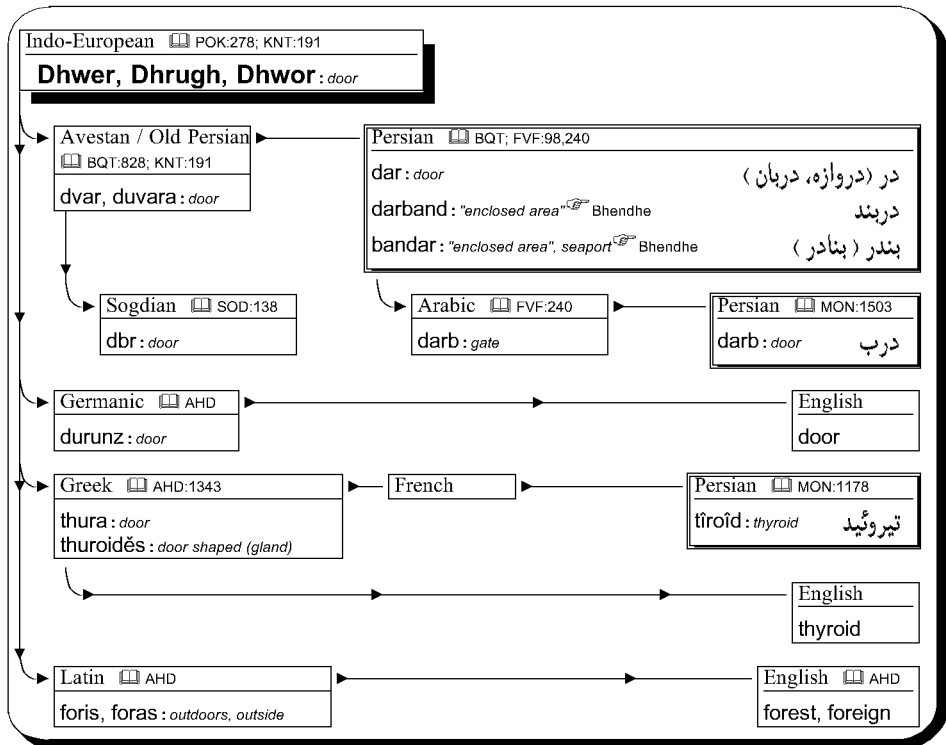 Indo-European POK:278; KNT:191
Dhwer, Dhrugh, Dhwor : door
Avestan / Old Persian
BQT:828; KNT:191
dvar, duvara : door
Persian BQT; FVF:98,240
dar : door در (دروازه، دربان )
darband : "enclosed area" ☞ Bhendhe دربند
bandar : "enclosed area", seaport ☞ Bhendhe بندر ( بنادر )
Sogdian SOD:138
dbr : door
Arabic FVF:240
darb : gate
Persian MON:1503
darb : door درب
Germanic AHD
durunz : door
English
door
Greek AHD:1343
thura : door
thuroiděs : door shaped (gland)
French
Persian MON:1178
tîroîd : thyroid تیروئید
English
thyroid
Latin AHD
foris, foras : outdoors, outside
English AHD
forest, foreign